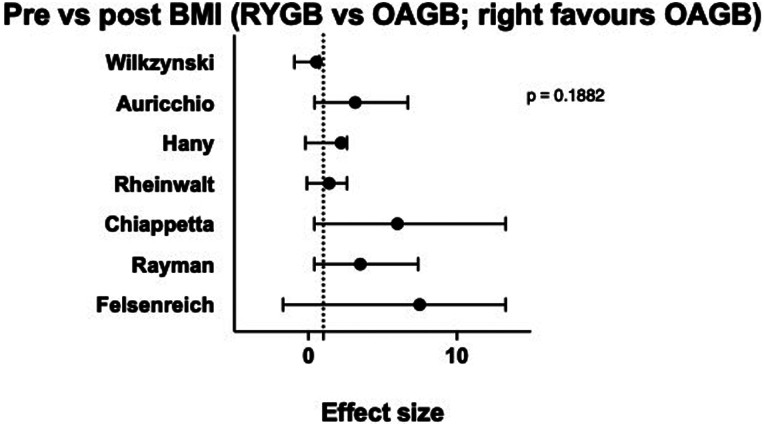 Pre vs post BMI (RYGB vs OAGB; right favours OAGB)
Wilkzynski
Auricchio
p = 0.1882
Hany
Rheinwalt
Chiappetta
Rayman
Felsenreich
0 10
Effect size